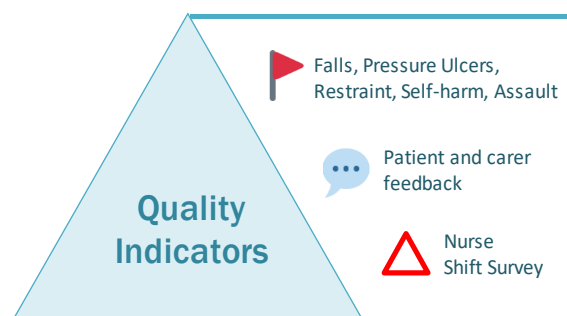 Falls, Pressure Ulcers,
Restraint, Self-harm, Assault
Patient and carer
feedback
Quality
Indicators
Nurse
Shift Survey